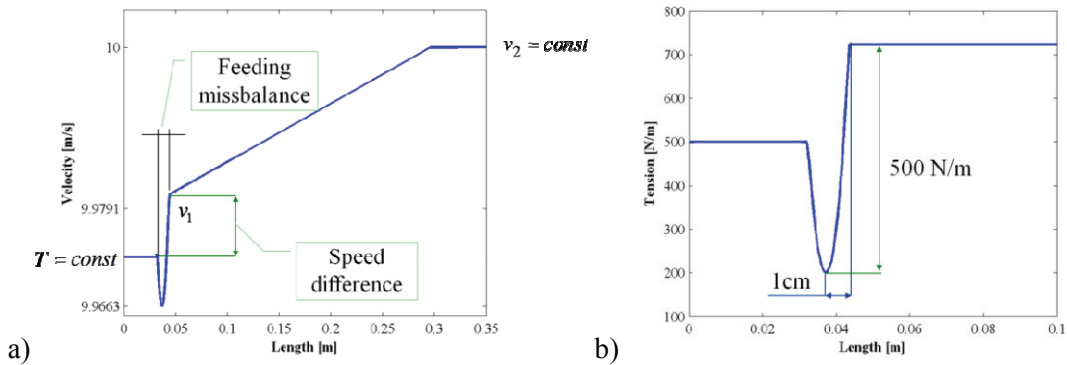 10
v₂ = const
Feeding
missbalance
Velocity [m/s]
9.9791
v₁
T = const
Speed
difference
9.9663
0 0.05 0.1 0.15 0.2 0.25 0.3 0.35
Length [m]
a)
800
700
600
500
400
300
200
100
Tension [N/m]
500 N/m
1cm
0 0.02 0.04 0.06 0.08 0.1
Length [m]
b)